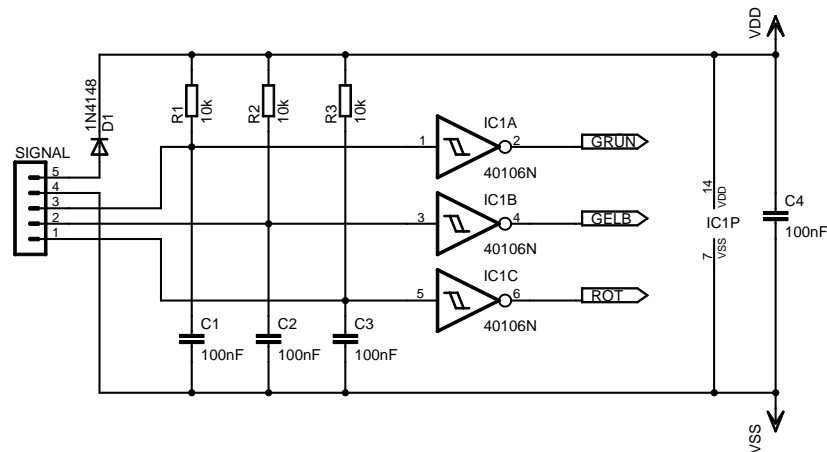 VDD
1N4148
D1
R1
10k
R2
10k
R3
10k
SIGNAL
5
4
3
2
1
IC1A
1
2
GRÜN
40106N
IC1B
3
4
GELB
40106N
IC1C
5
6
ROT
40106N
14
VDD
IC1P
7
VSS
C4
100nF
C1
100nF
C2
100nF
C3
100nF
VSS